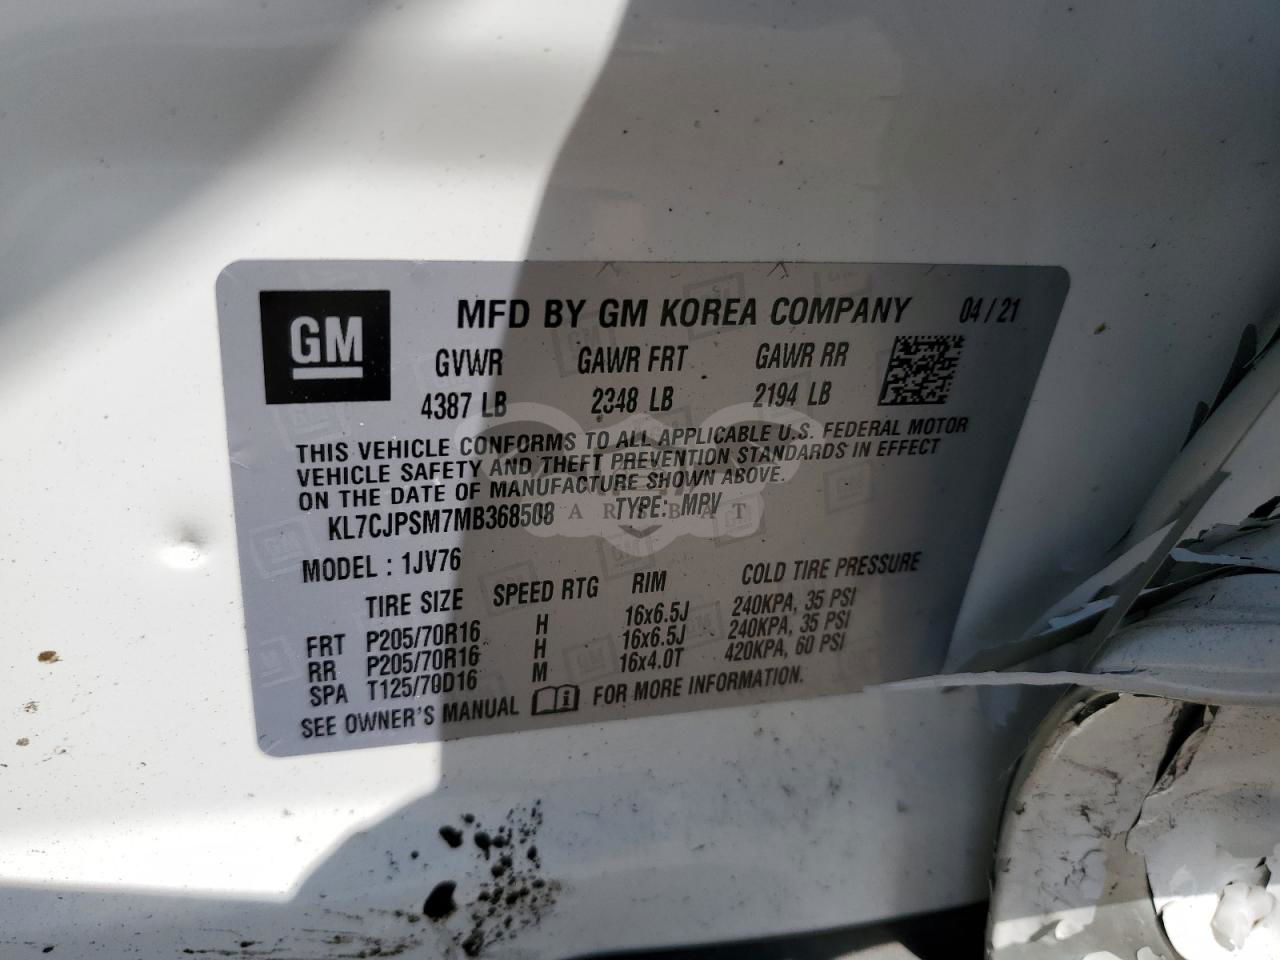 GM MFD BY GM KOREA COMPANY 04 / 21
GVWR GAWR FRT GAWR RR
4387 LB 2348 LB 2194 LB
THIS VEHICLE CONFORMS TO ALL APPLICABLE U.S. FEDERAL MOTOR
VEHICLE SAFETY AND THEFT PREVENTION STANDARDS IN EFFECT
ON THE DATE OF MANUFACTURE SHOWN ABOVE.
KL7CJPSM7MB368508 TYPE: MPV
MODEL : 1JV76
TIRE SIZE SPEED RTG RIM COLD TIRE PRESSURE
FRT P205/70R16 H 16x6.5J 240KPA, 35 PSI
RR P205/70R16 H 16x6.5J 240KPA, 35 PSI
SPA T125/70D16 M 16x4.0T 420KPA, 60 PSI
SEE OWNER'S MANUAL FOR MORE INFORMATION.